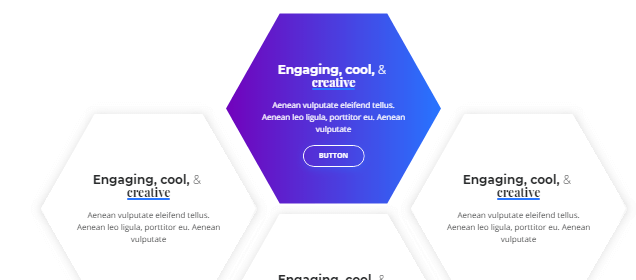 Engaging, cool, &
creative
Aenean vulputate eleifend tellus.
Aenean leo ligula, porttitor eu. Aenean
vulputate
BUTTON
Engaging, cool, &
creative
Aenean vulputate eleifend tellus.
Aenean leo ligula, porttitor eu. Aenean
vulputate
Engaging, cool, &
creative
Aenean vulputate eleifend tellus.
Aenean leo ligula, porttitor eu. Aenean
vulputate
Engaging, cool, &